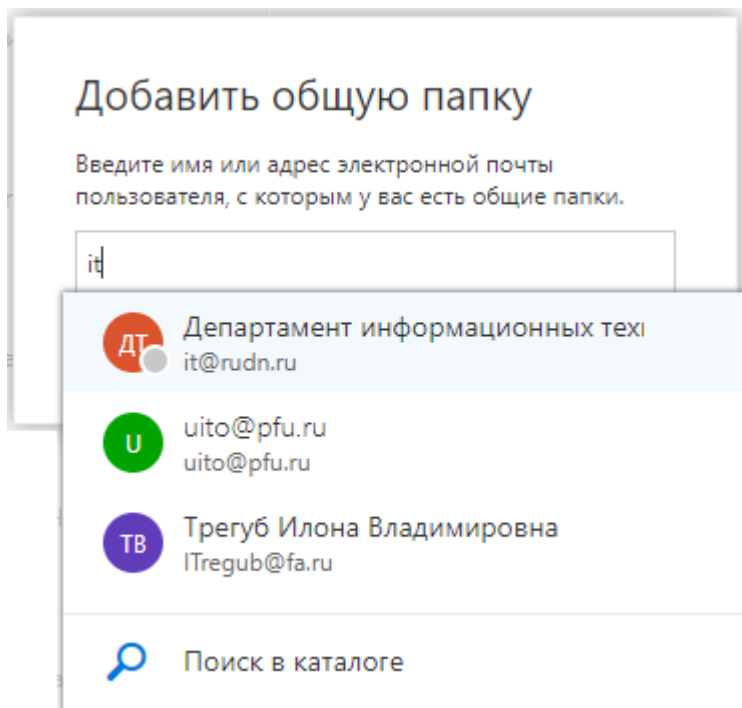 Добавить общую папку
Введите имя или адрес электронной почты
пользователя, с которым у вас есть общие папки.
it
ДТ
Департамент информационных техн
it@rudn.ru
U
uito@pfu.ru
uito@pfu.ru
ТВ
Трегуб Илона Владимировна
ITregub@fa.ru
Поиск в каталоге